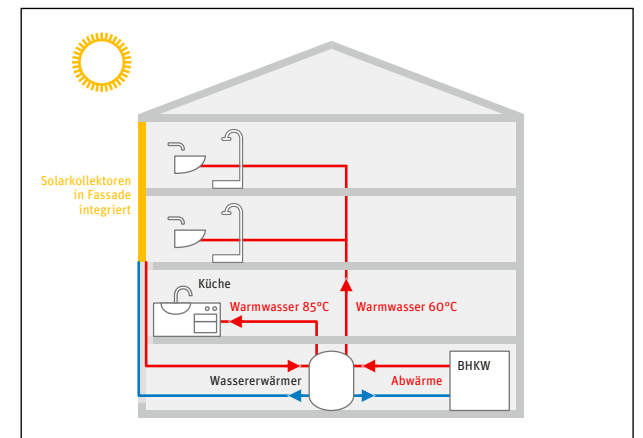 Solarkollektoren
in Fassade
integriert
Küche
Warmwasser 85°C
Warmwasser 60°C
Wassererwärmer
Abwärme
BHKW